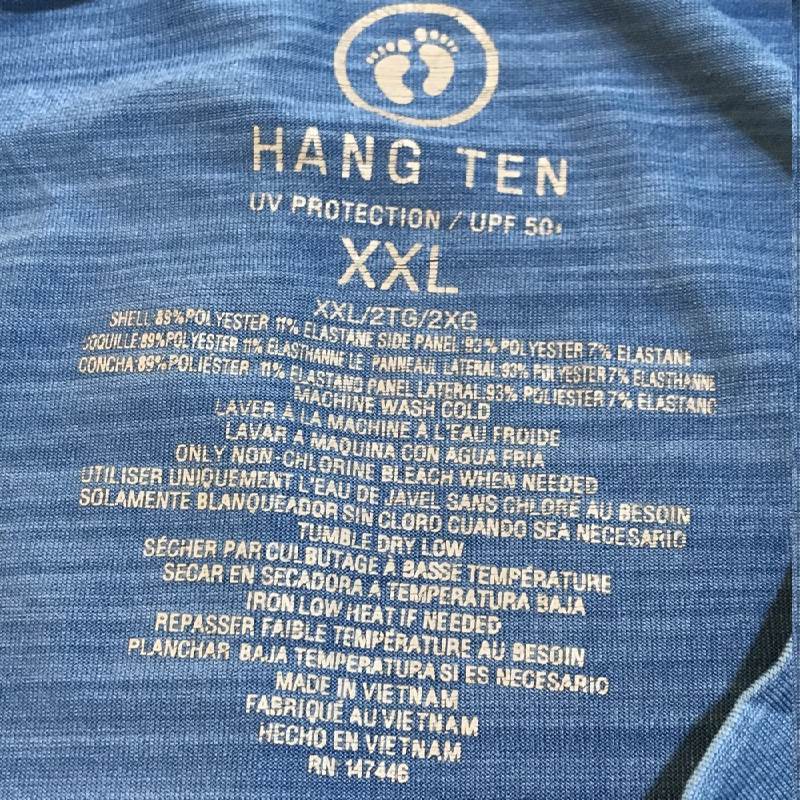 HANG TEN
UV PROTECTION / UPF 50+
XXL
XXL/2TG/2XG
SHELL 89%POLYESTER 11% ELASTANE SIDE PANEL 93% POLYESTER 7% ELASTANE
COQUILLE 89%POLYESTER 11% ELASTHANNE LE PANNEAU LATERAL 93% POLYESTER 7% ELASTHANNE
CONCHA 89%POLIESTER 11% ELASTANO PANEL LATERAL 93% POLIESTER 7% ELASTANO
MACHINE WASH COLD
LAVER À LA MACHINE À L'EAU FROIDE
LAVAR A MAQUINA CON AGUA FRIA
ONLY NON-CHLORINE BLEACH WHEN NEEDED
UTILISER UNIQUEMENT L'EAU DE JAVEL SANS CHLORE AU BESOIN
SOLAMENTE BLANQUEADOR SIN CLORO CUANDO SEA NECESARIO
TUMBLE DRY LOW
SÉCHER PAR CULBUTAGE À BASSE TEMPÉRATURE
SECAR EN SECADORA A TEMPERATURA BAJA
IRON LOW HEAT IF NEEDED
REPASSER FAIBLE TEMPÉRATURE AU BESOIN
PLANCHAR BAJA TEMPERATURA SI ES NECESARIO
MADE IN VIETNAM
FABRIQUÉ AU VIETNAM
HECHO EN VIETNAM
RN 147446